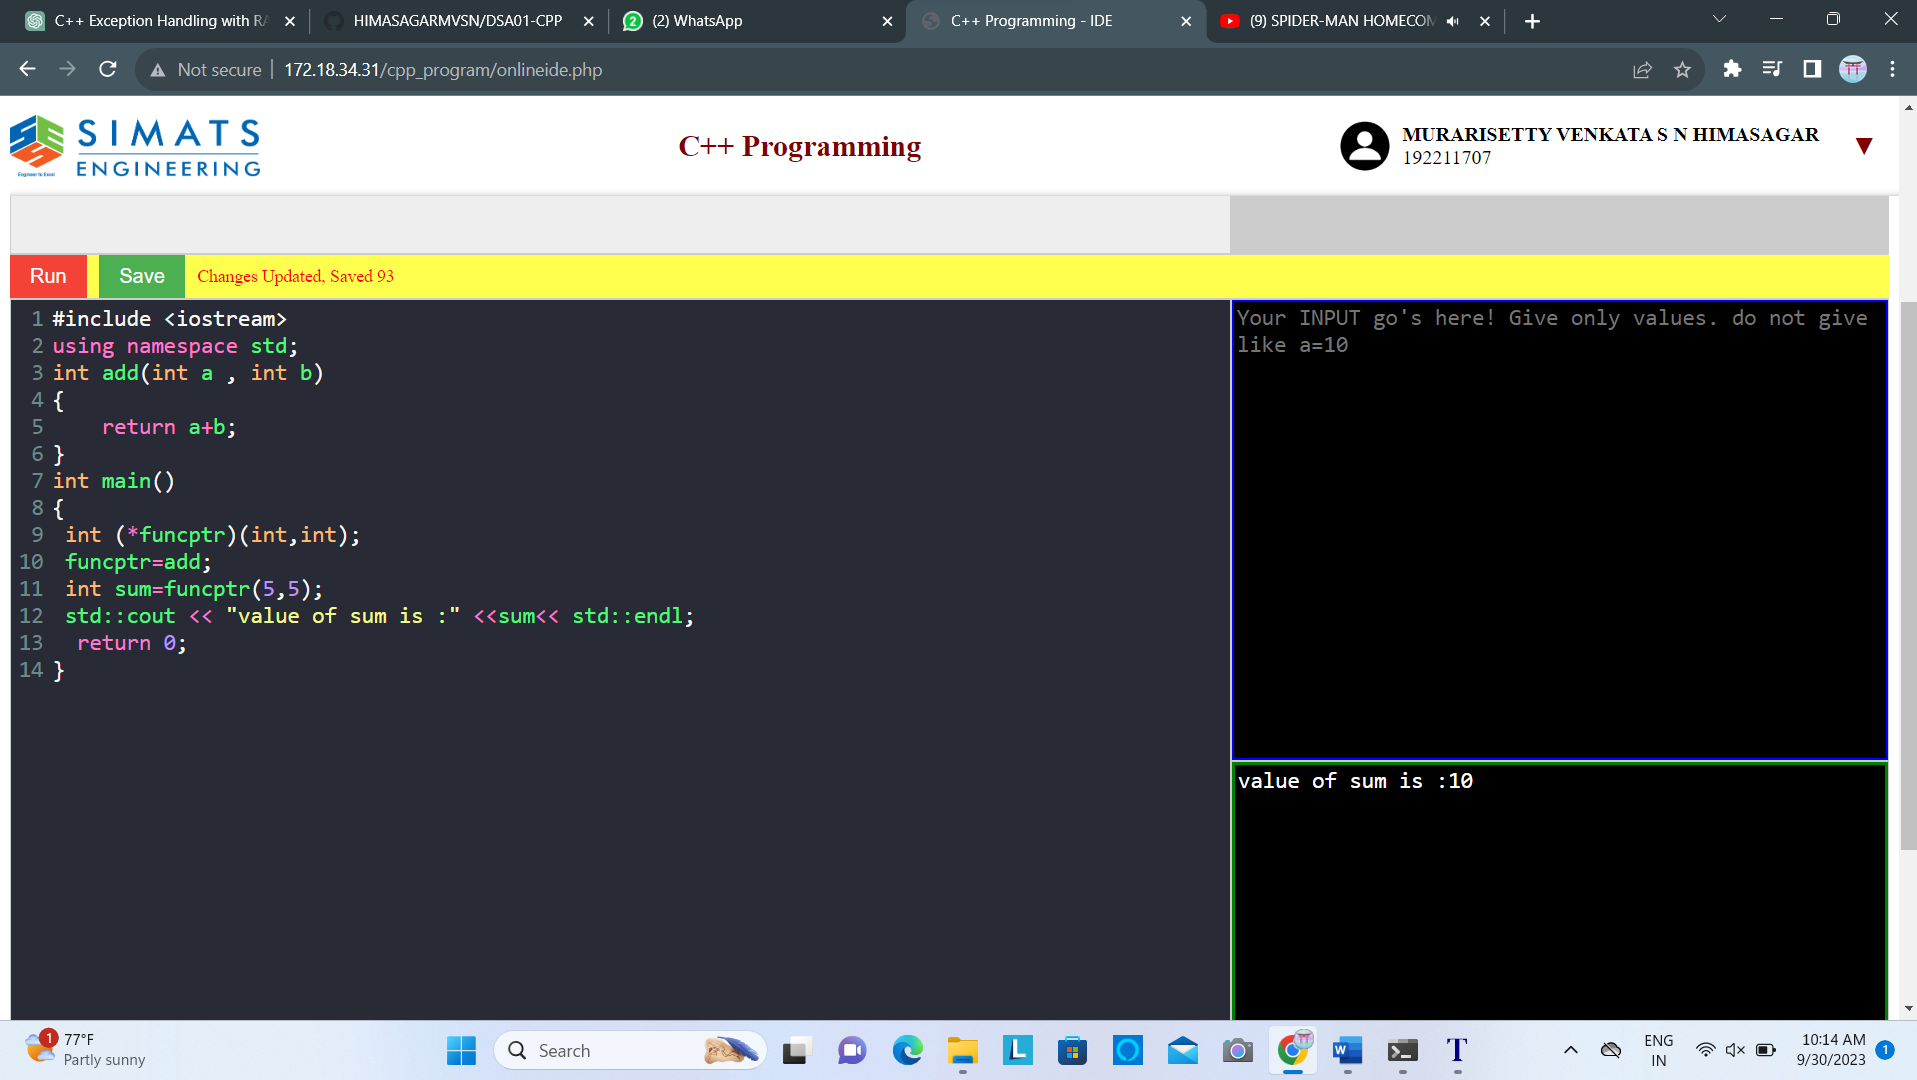 C++ Exception Handling with RA
HIMASAGARMVSN/DSA01-CPP
(2) WhatsApp
C++ Programming - IDE
(9) SPIDER-MAN HOMECOM
Not secure | 172.18.34.31/cpp_program/onlineide.php
SIMATS
ENGINEERING
Engineer to Excel
C++ Programming
MURARISETTY VENKATA S N HIMASAGAR
192211707
Run
Save
Changes Updated, Saved 93
1 #include <iostream>
2 using namespace std;
3 int add(int a , int b)
4 {
5     return a+b;
6 }
7 int main()
8 {
9  int (*funcptr)(int,int);
10  funcptr=add;
11  int sum=funcptr(5,5);
12  std::cout << "value of sum is :" <<sum<< std::endl;
13   return 0;
14 }
Your INPUT go's here! Give only values. do not give
like a=10
value of sum is :10
1
77°F
Partly sunny
Search
ENG
IN
10:14 AM
9/30/2023
1